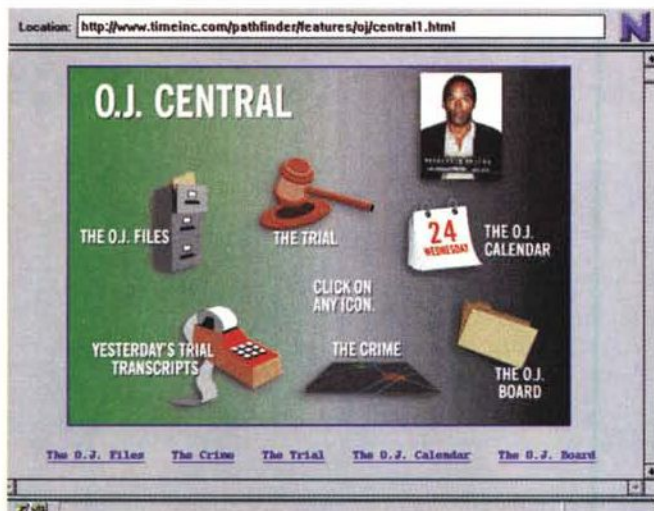 Location: http://www.timeinc.com/pathfinder/features/oj/central1.html
N
O.J. CENTRAL
THE O.J. FILES
THE TRIAL
24
WEDNESDAY
THE O.J.
CALENDAR
CLICK ON
ANY ICON.
YESTERDAY'S TRIAL
TRANSCRIPTS
THE CRIME
THE O.J.
BOARD
The O.J. Files The Crime The Trial The O.J. Calendar The O.J. Board